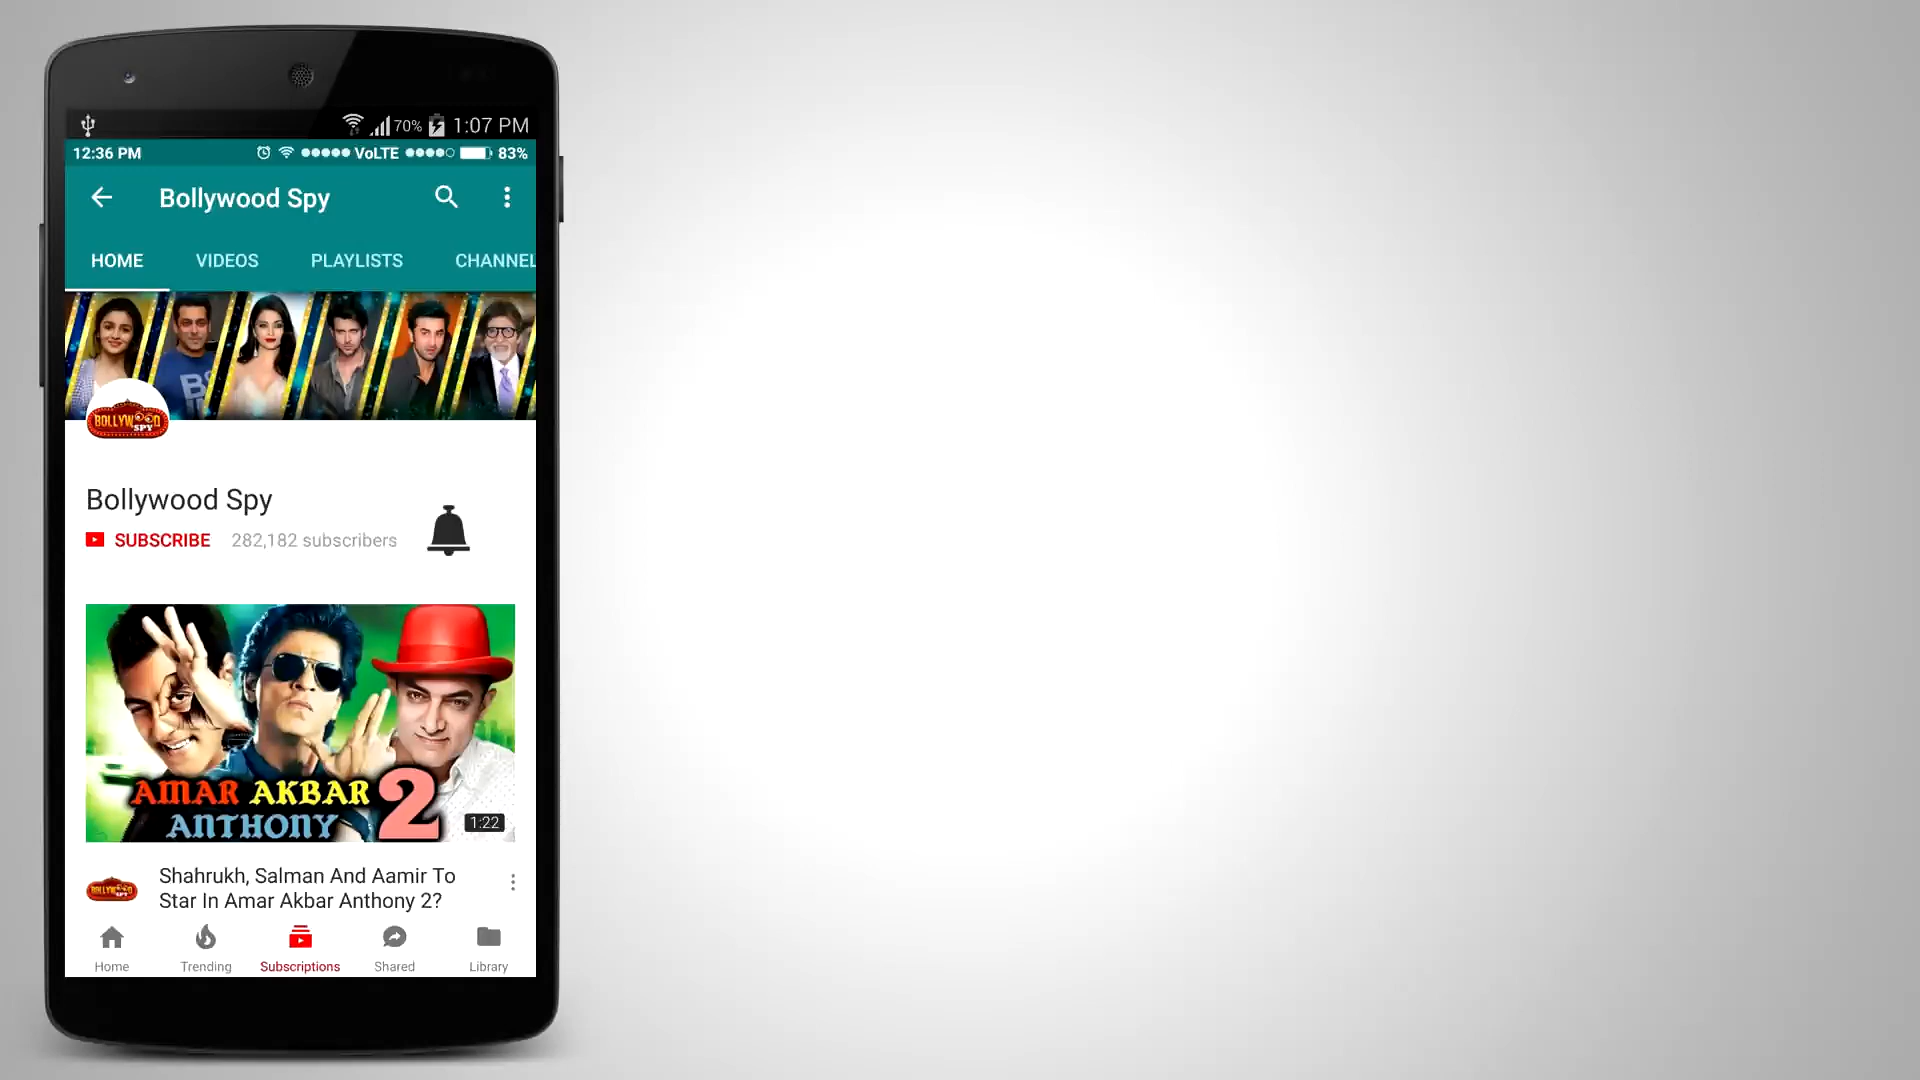 70% 1:07 PM
12:36 PM VoLTE 83%
Bollywood Spy
HOME VIDEOS PLAYLISTS CHANNEL
BOLLYWOOD
SPY
Bollywood Spy
SUBSCRIBE 282,182 subscribers
AMAR AKBAR
ANTHONY 2
1:22
Shahrukh, Salman And Aamir To
Star In Amar Akbar Anthony 2?
Home Trending Subscriptions Shared Library